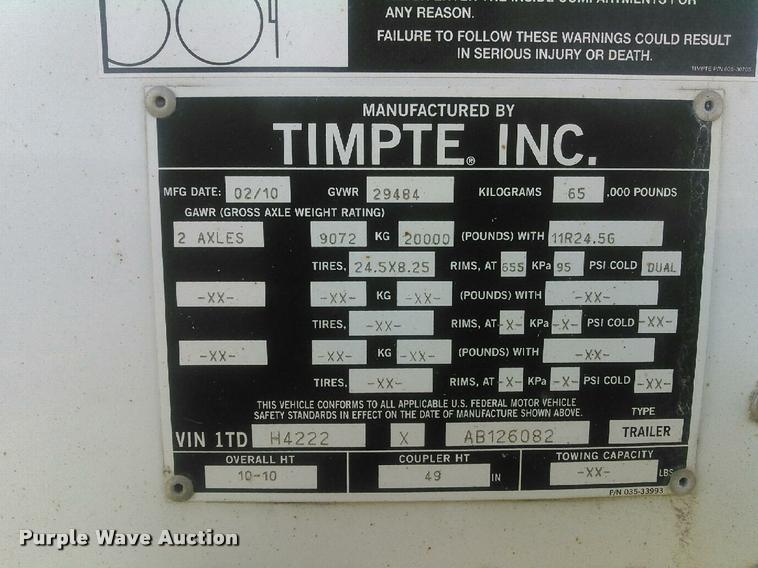 ANY REASON.
FAILURE TO FOLLOW THESE WARNINGS COULD RESULT
IN SERIOUS INJURY OR DEATH.
MANUFACTURED BY
TIMPTE® INC.
MFG DATE: 02/10 GVWR 29484 KILOGRAMS 65 ,000 POUNDS
GAWR (GROSS AXLE WEIGHT RATING)
2 AXLES 9072 KG 20000 (POUNDS) WITH 11R24.5G
TIRES, 24.5X8.25 RIMS, AT 655 KPa 95 PSI COLD DUAL
-XX- -XX- KG -XX- (POUNDS) WITH -XX-
TIRES, -XX- RIMS, AT -X- KPa -X- PSI COLD -XX-
-XX- -XX- KG -XX- (POUNDS) WITH -XX-
TIRES, -XX- RIMS, AT -X- KPa -X- PSI COLD -XX-
THIS VEHICLE CONFORMS TO ALL APPLICABLE U.S. FEDERAL MOTOR VEHICLE
SAFETY STANDARDS IN EFFECT ON THE DATE OF MANUFACTURE SHOWN ABOVE.
TYPE
VIN 1TD H4222 X AB126082 TRAILER
OVERALL HT COUPLER HT TOWING CAPACITY
10-10 49 IN -XX- LBS
P/N 035-33993
Purple Wave Auction